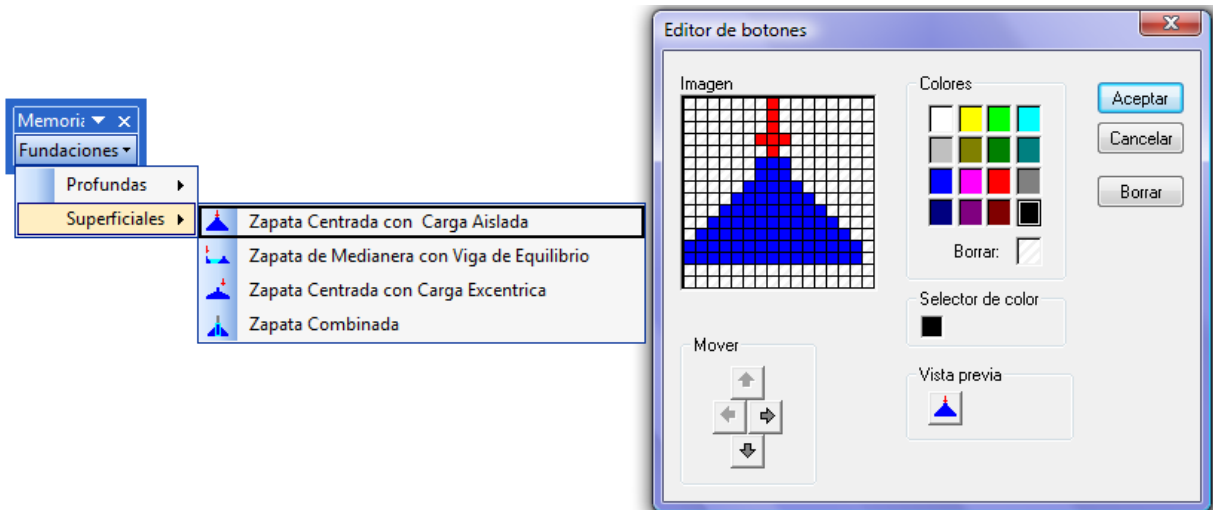 Memoria
Fundaciones
Profundas
Superficiales
Zapata Centrada con  Carga Aislada
Zapata de Medianera con Viga de Equilibrio
Zapata Centrada con Carga Excentrica
Zapata Combinada
Editor de botones
Imagen
Colores
Aceptar
Cancelar
Borrar
Borrar:
Selector de color
Mover
Vista previa